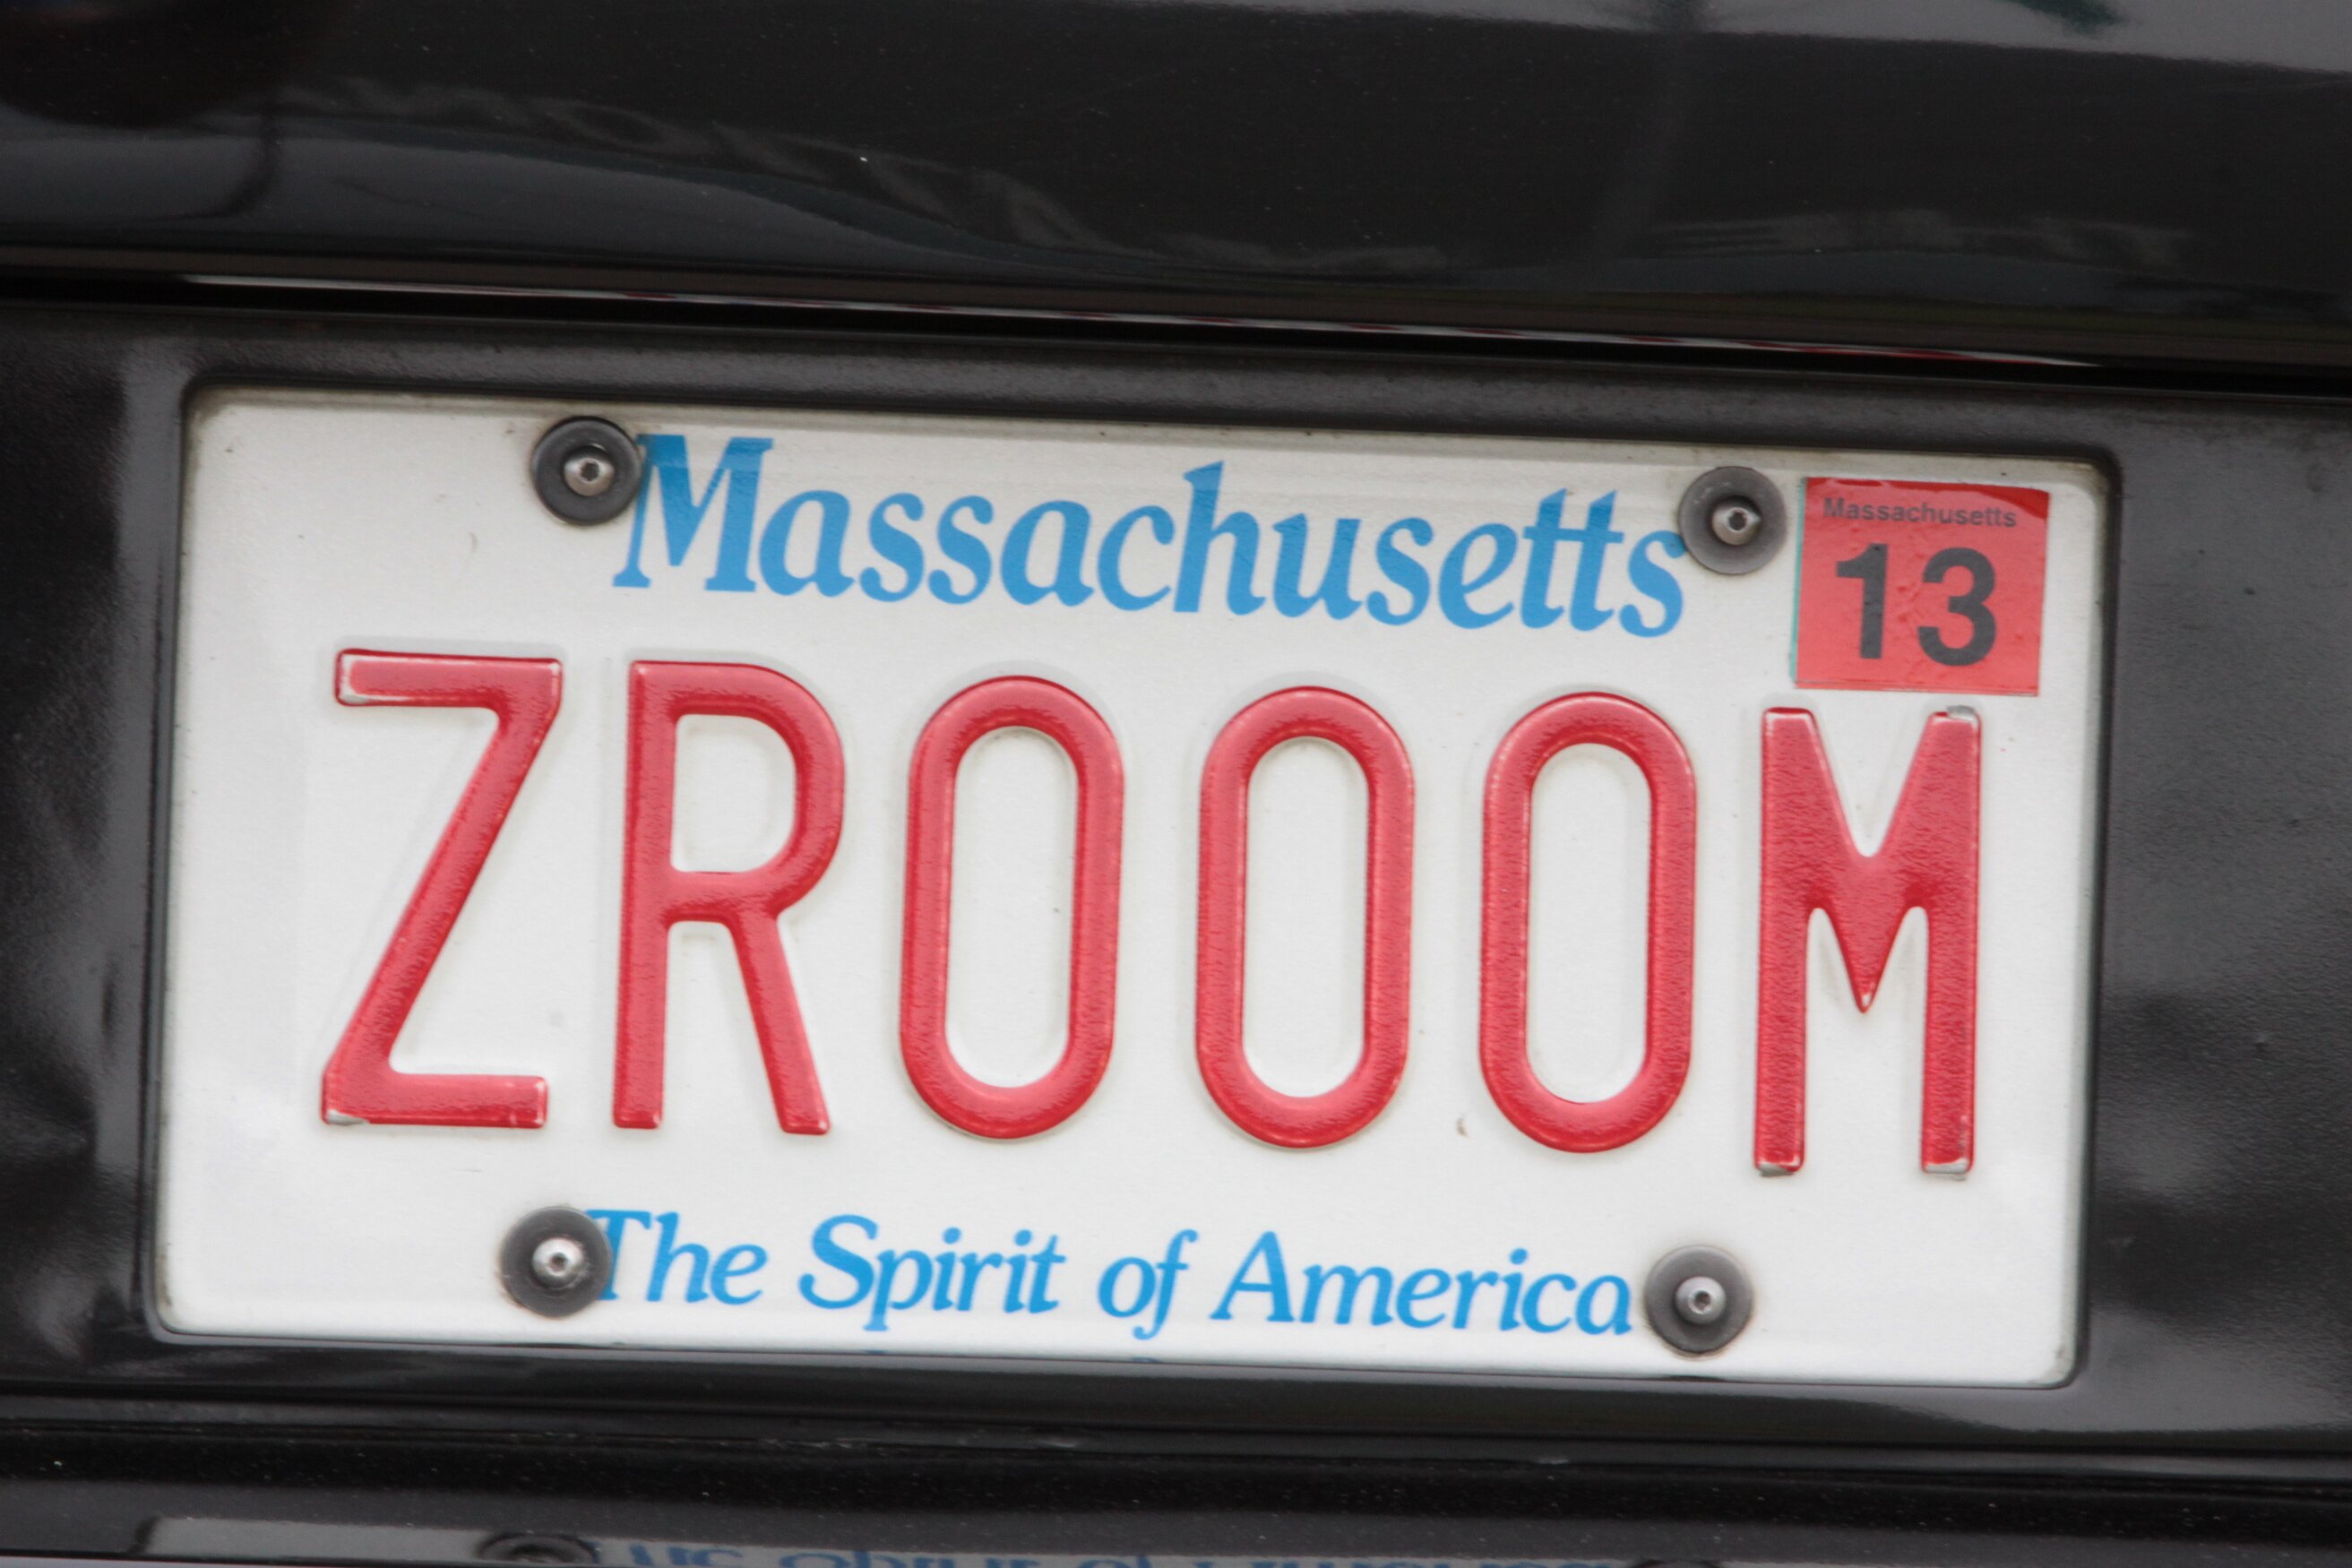 Massachusetts
Massachusetts
13
ZROOOM
The Spirit of America